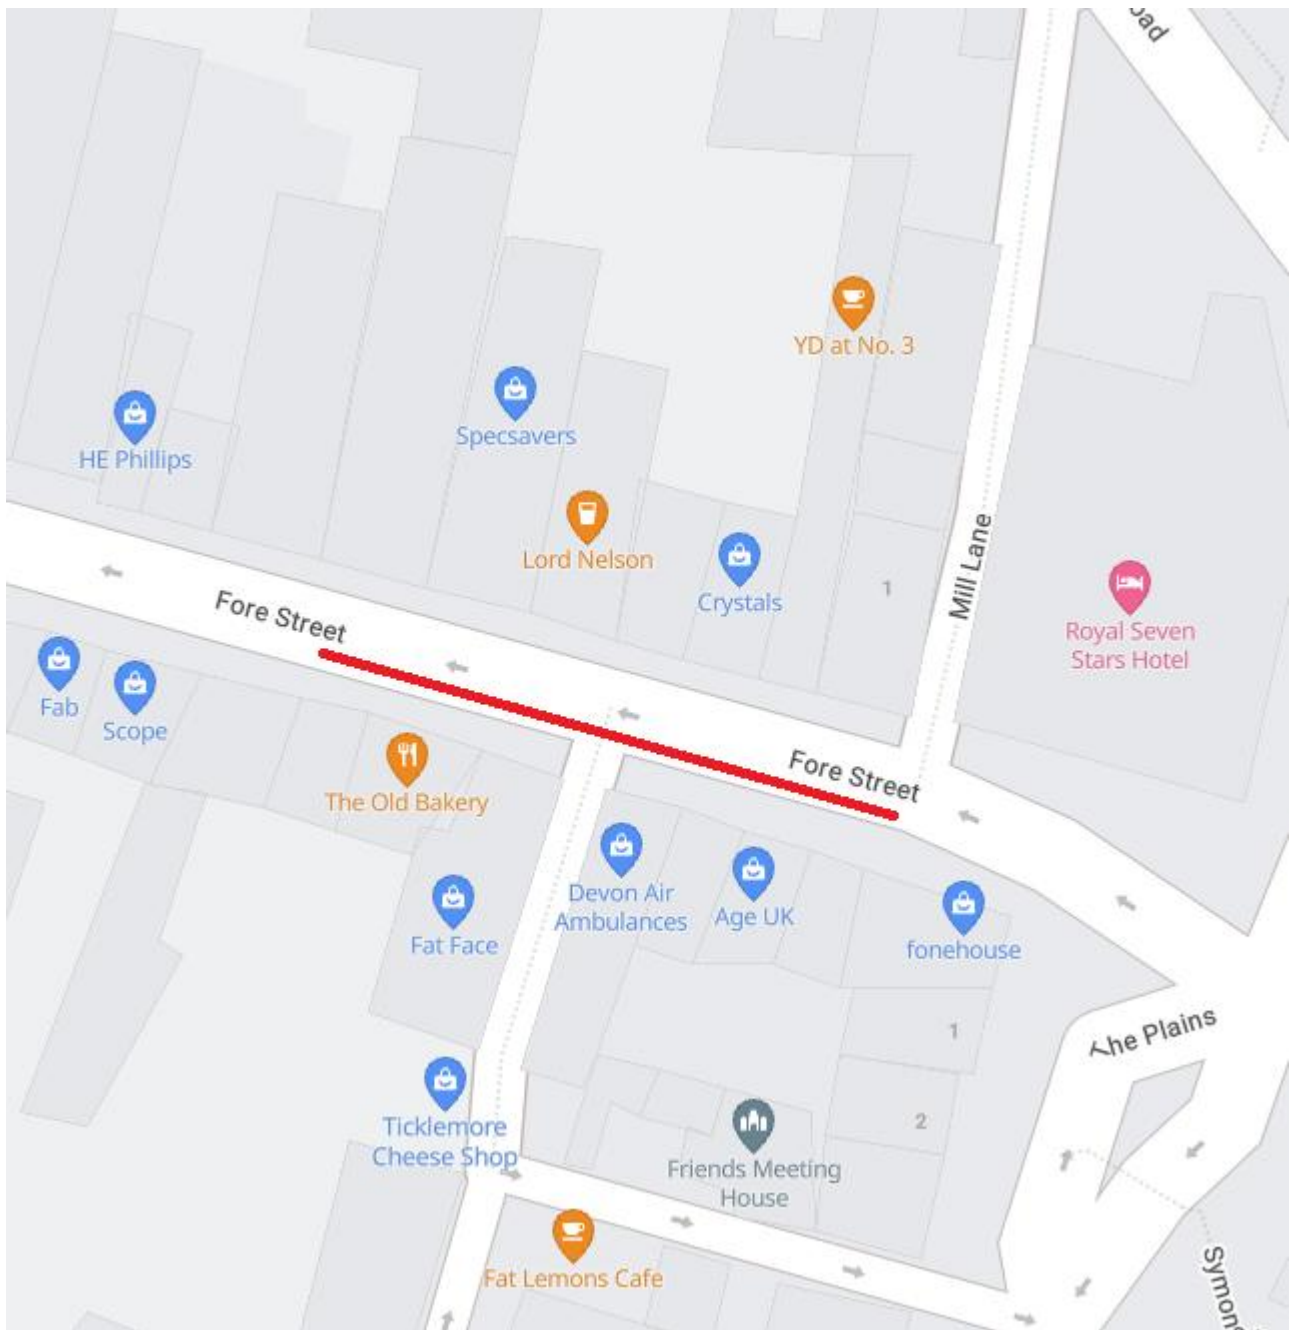 oad
YD at No. 3
Specsavers
HE Phillips
Lord Nelson
Crystals
1
Mill Lane
Royal Seven
Stars Hotel
Fore Street
Fab
Scope
The Old Bakery
Fore Street
Devon Air
Ambulances
Age UK
Fat Face
fonehouse
The Plains
1
Ticklemore
Cheese Shop
2
Friends Meeting
House
Fat Lemons Cafe
Symon